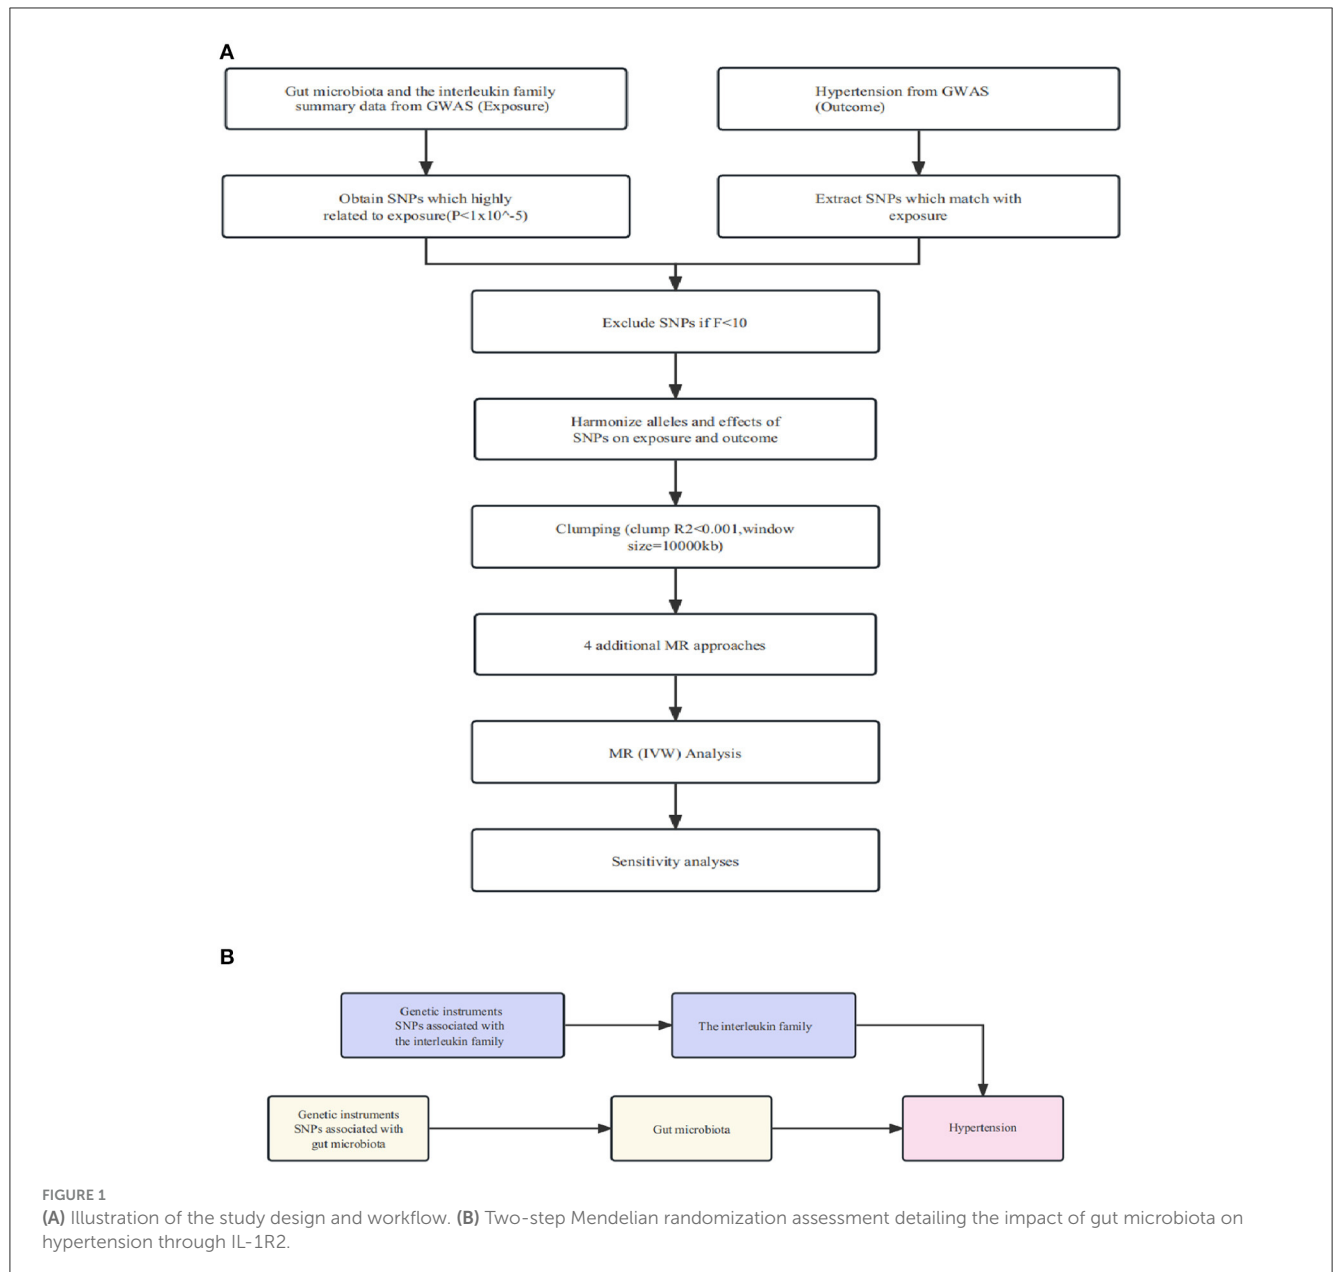 A
Gut microbiota and the interleukin family
summary data from GWAS (Exposure)
Hypertension from GWAS
(Outcome)
Obtain SNPs which highly
related to exposure(P<1x10^-5)
Extract SNPs which match with
exposure
Exclude SNPs if F<10
Harmonize alleles and effects of
SNPs on exposure and outcome
Clumping (clump R2<0.001,window
size=10000kb)
4 additional MR approaches
MR (IVW) Analysis
Sensitivity analyses
B
Genetic instruments
SNPs associated with
the interleukin family
The interleukin family
Genetic instruments
SNPs associated with
gut microbiota
Gut microbiota
Hypertension
FIGURE 1
(A) Illustration of the study design and workflow. (B) Two-step Mendelian randomization assessment detailing the impact of gut microbiota on
hypertension through IL-1R2.